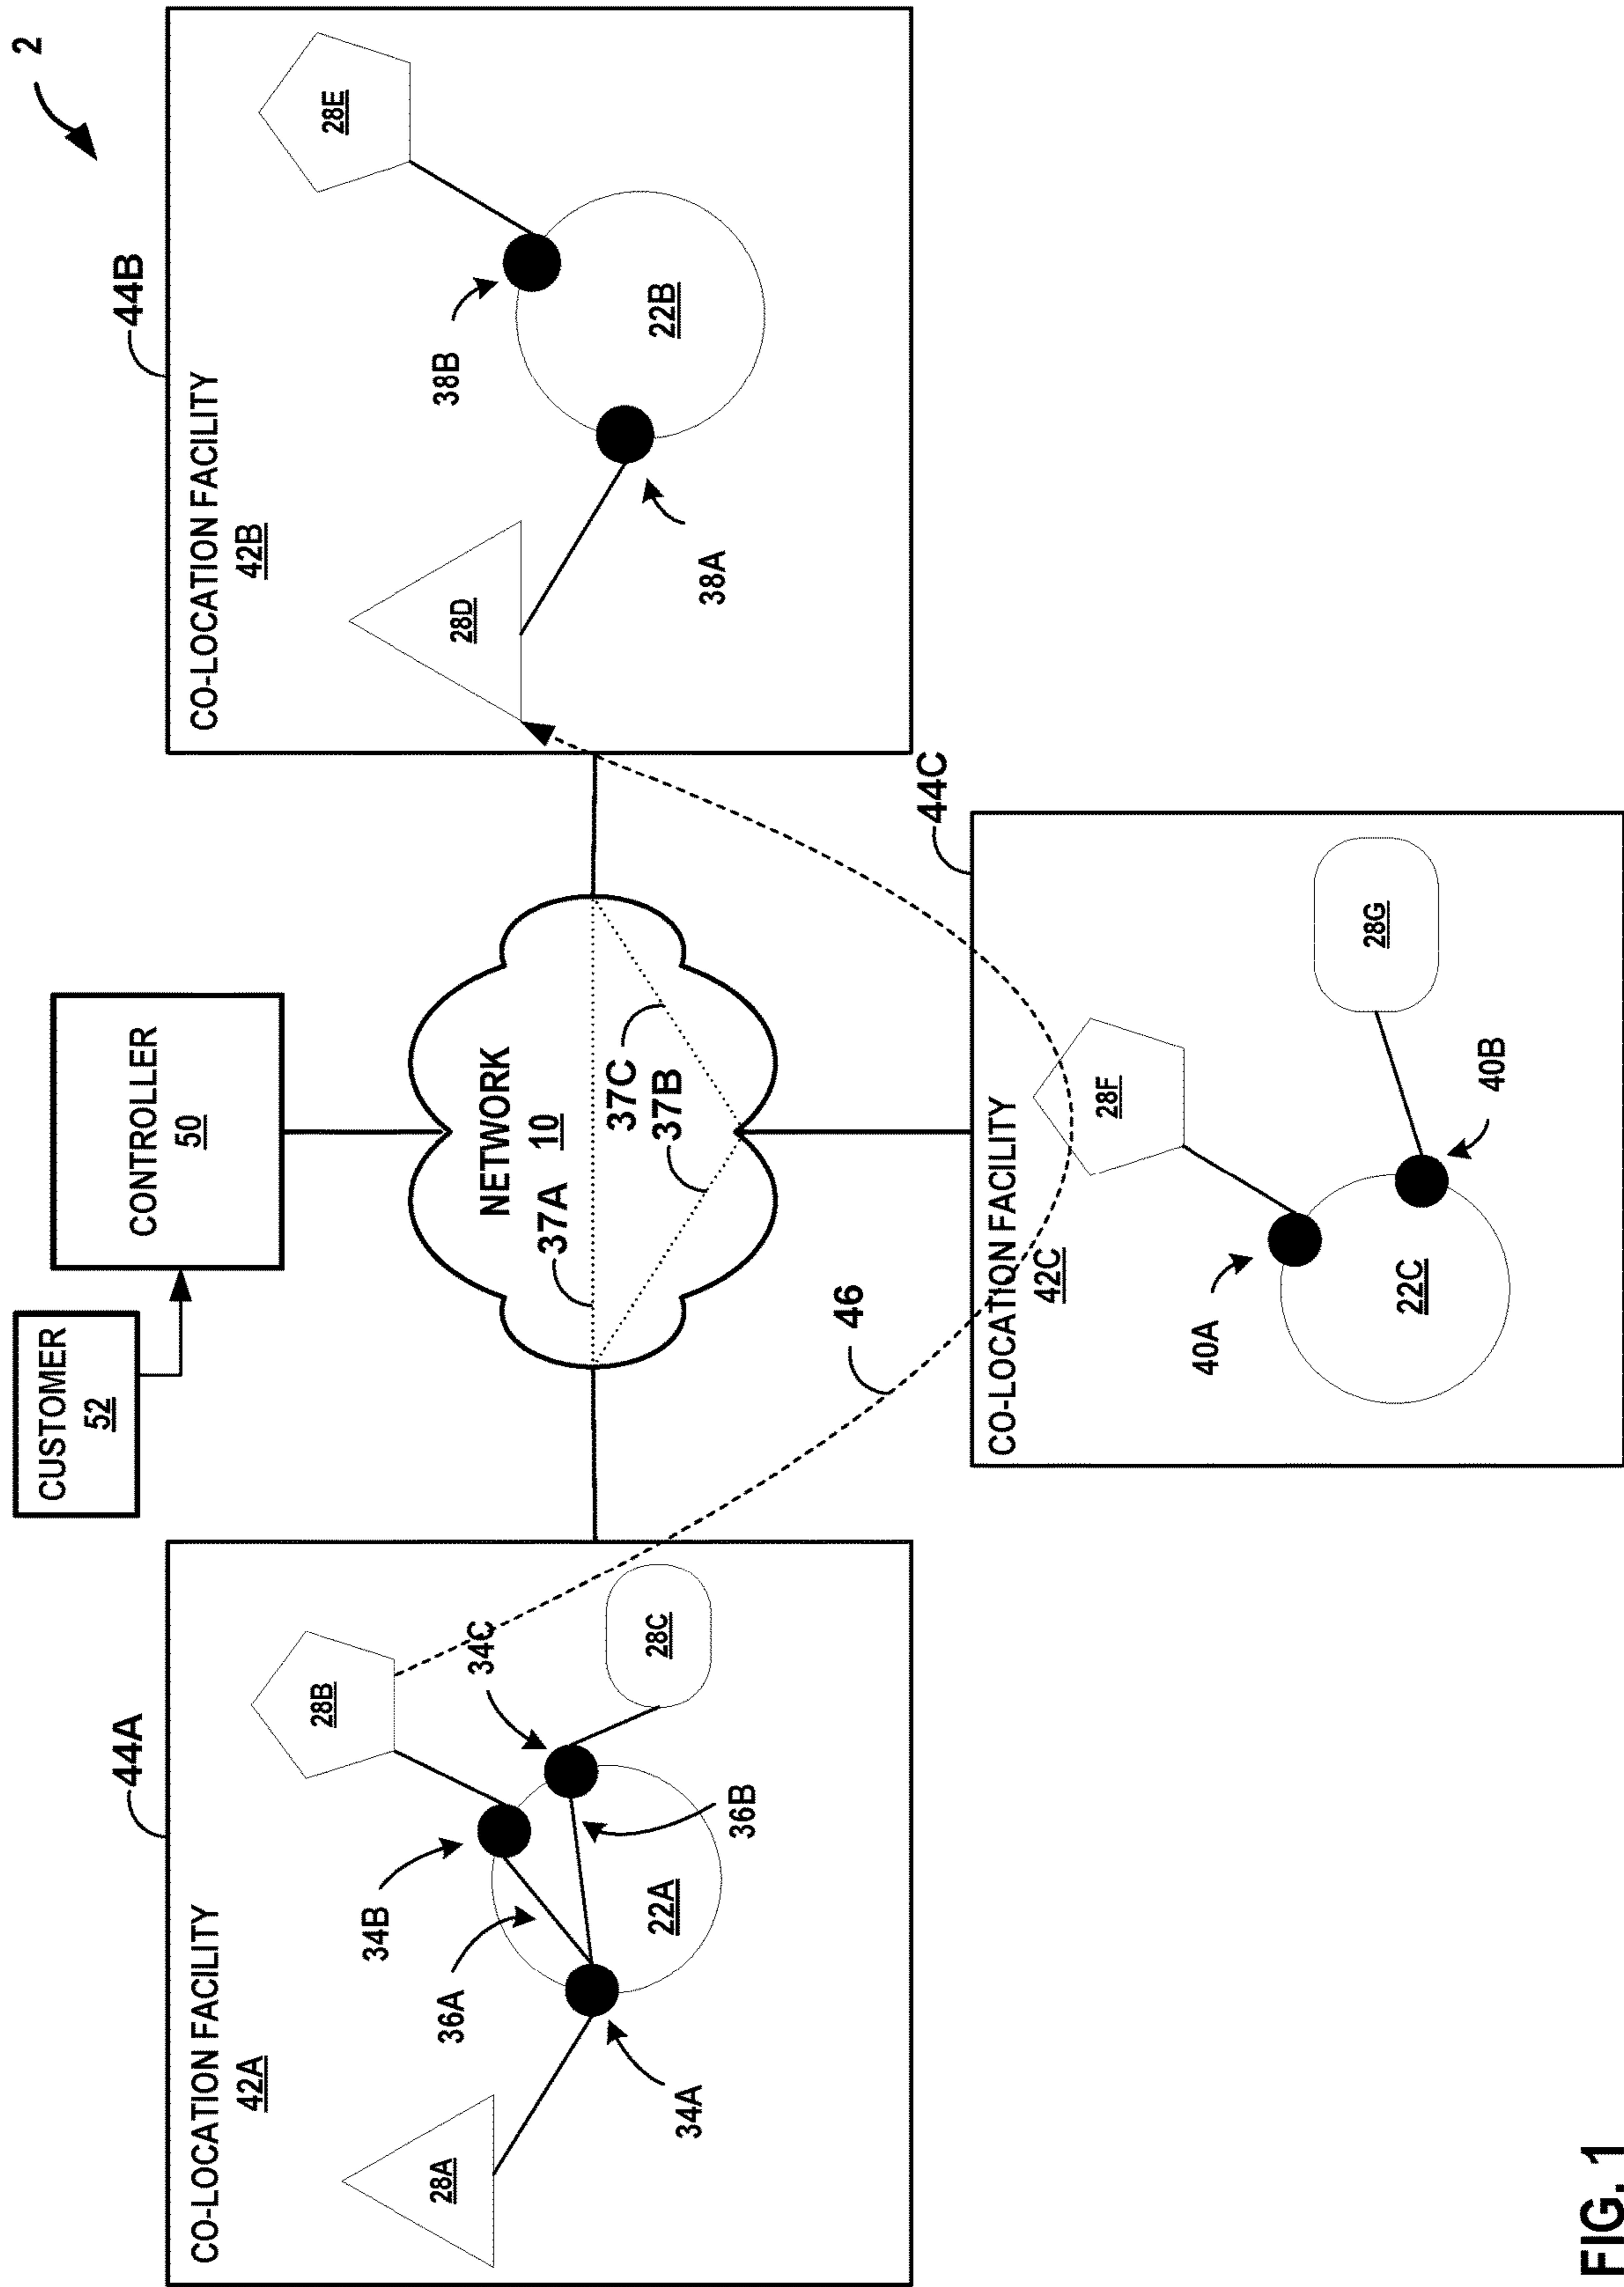 2
CUSTOMER
52
CONTROLLER
50
44A
44B
CO-LOCATION FACILITY
42A
28A
28B
28C
34A
34B
34C
36A
36B
22A
NETWORK
10
37A
37C
37B
CO-LOCATION FACILITY
42B
28D
28E
38A
38B
22B
46
44C
CO-LOCATION FACILITY
42C
28F
28G
40A
40B
22C
FIG. 1